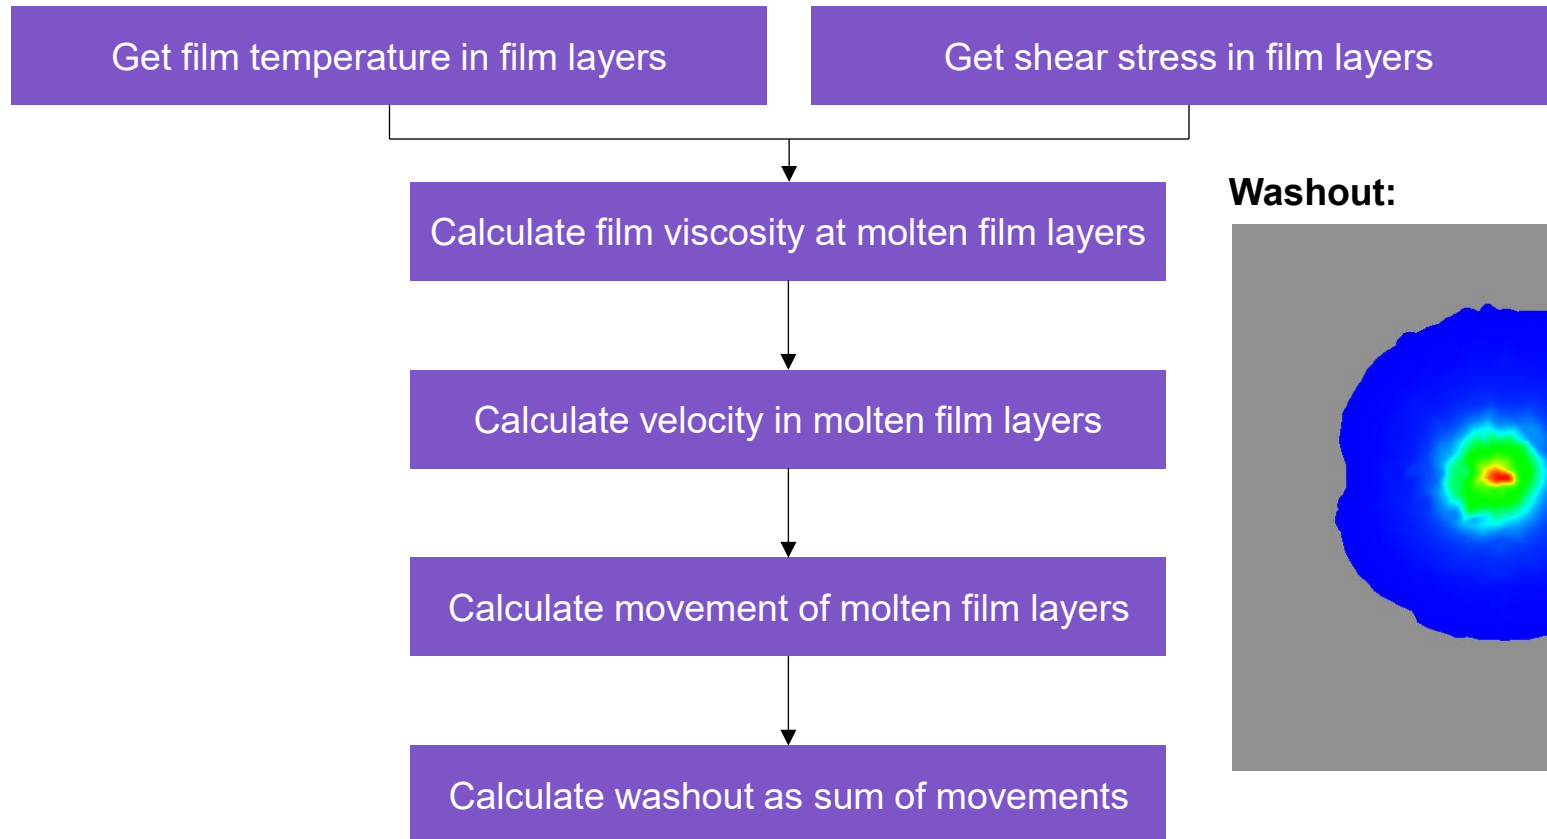 Get film temperature in film layers
Get shear stress in film layers
Calculate film viscosity at molten film layers
Washout:
Calculate velocity in molten film layers
Calculate movement of molten film layers
Calculate washout as sum of movements